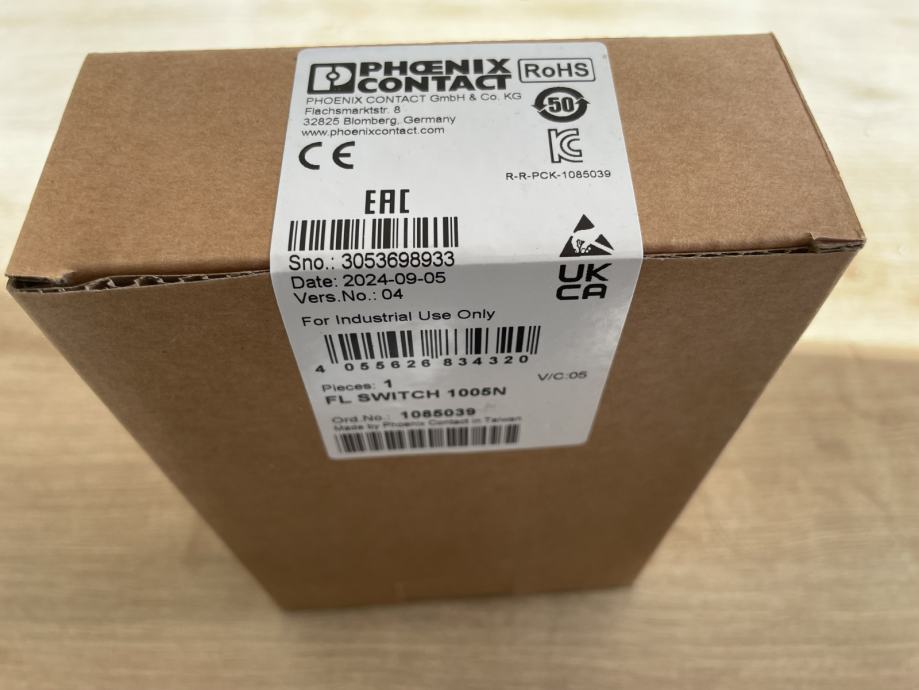 PHŒNIX
CONTACT
RoHS
PHOENIX CONTACT GmbH & Co. KG
Flachsmarktstr. 8
32825 Blomberg, Germany
www.phoenixcontact.com
50
CE
KC
R-R-PCK-1085039
EAC
Sno.: 3053698933
Date: 2024-09-05
Vers.No.: 04
UK
CA
For Industrial Use Only
4 055626 834320
Pieces: 1
V/C:05
FL SWITCH 1005N
Ord.No.: 1085039
Made by Phoenix Contact in Taiwan